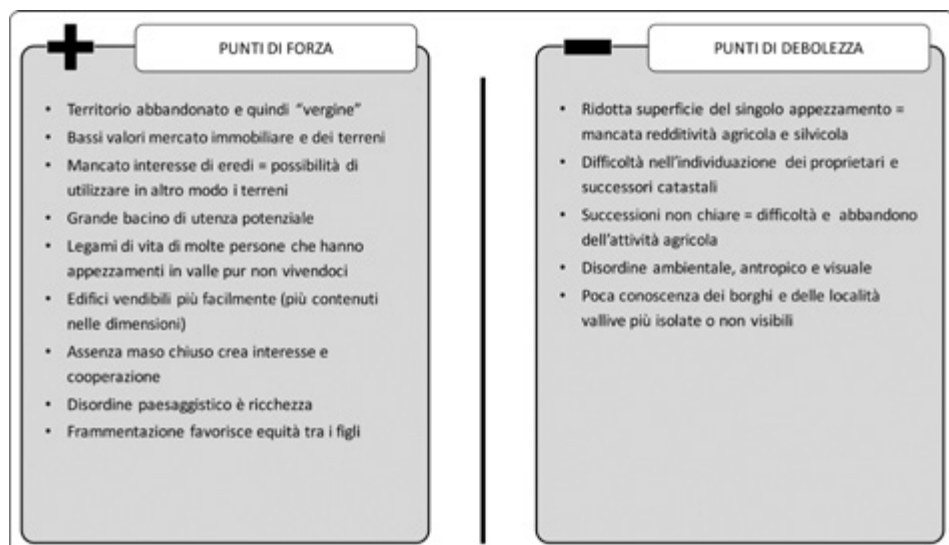 PUNTI DI FORZA
• Territorio abbandonato e quindi “vergine”
• Bassi valori mercato immobiliare e dei terreni
• Mancato interesse di eredi = possibilità di
utilizzare in altro modo i terreni
• Grande bacino di utenza potenziale
• Legami di vita di molte persone che hanno
appezzamenti in valle pur non vivendoci
• Edifici vendibili più facilmente (più contenuti
nelle dimensioni)
• Assenza maso chiuso crea interesse e
cooperazione
• Disordine paesaggistico è ricchezza
• Frammentazione favorisce equità tra i figli
PUNTI DI DEBOLEZZA
• Ridotta superficie del singolo appezzamento =
mancata redditività agricola e silvicola
• Difficoltà nell’individuazione dei proprietari e
successori catastali
• Successioni non chiare = difficoltà e abbandono
dell’attività agricola
• Disordine ambientale, antropico e visuale
• Poca conoscenza dei borghi e delle località
vallive più isolate o non visibili